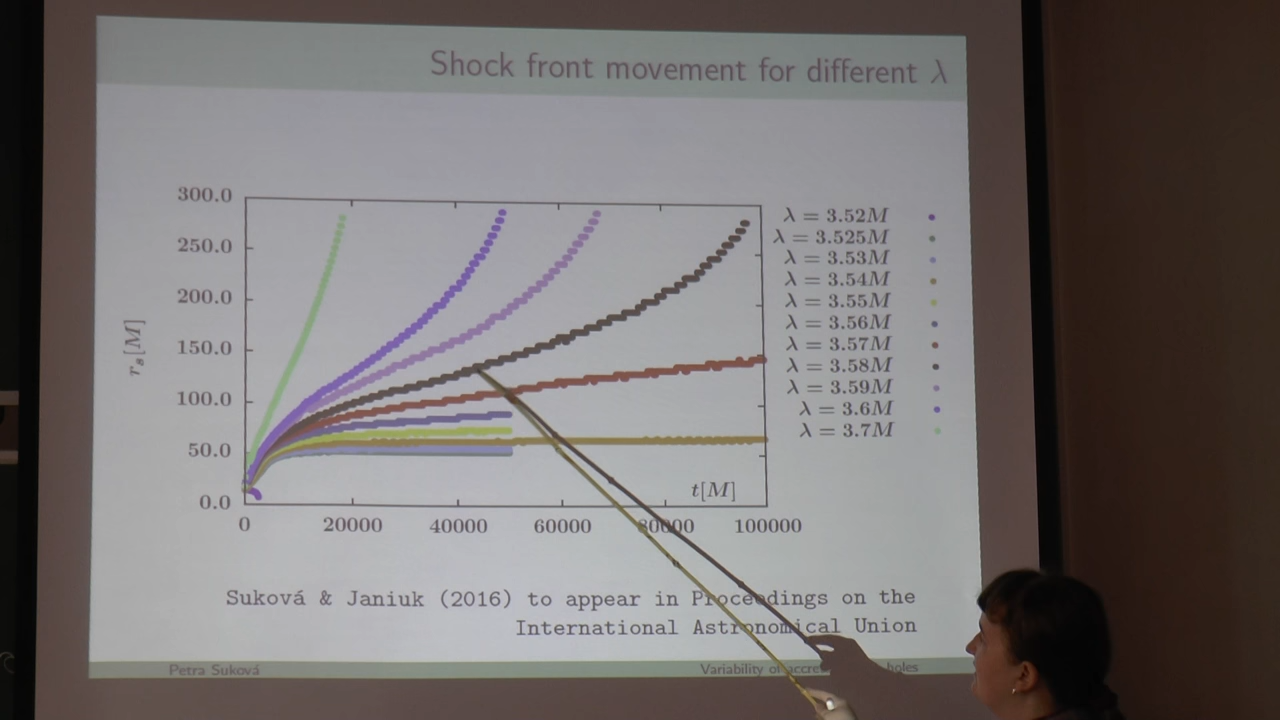 Shock front movement for different λ
300.0
250.0
200.0
150.0
100.0
50.0
0.0
r_s[M]
0 20000 40000 60000 80000 100000
t[M]
λ = 3.52M
λ = 3.525M
λ = 3.53M
λ = 3.54M
λ = 3.55M
λ = 3.56M
λ = 3.57M
λ = 3.58M
λ = 3.59M
λ = 3.6M
λ = 3.7M
Suková & Janiuk (2016) to appear in Proceedings on the
International Astronomical Union
Petra Suková
Variability of holes